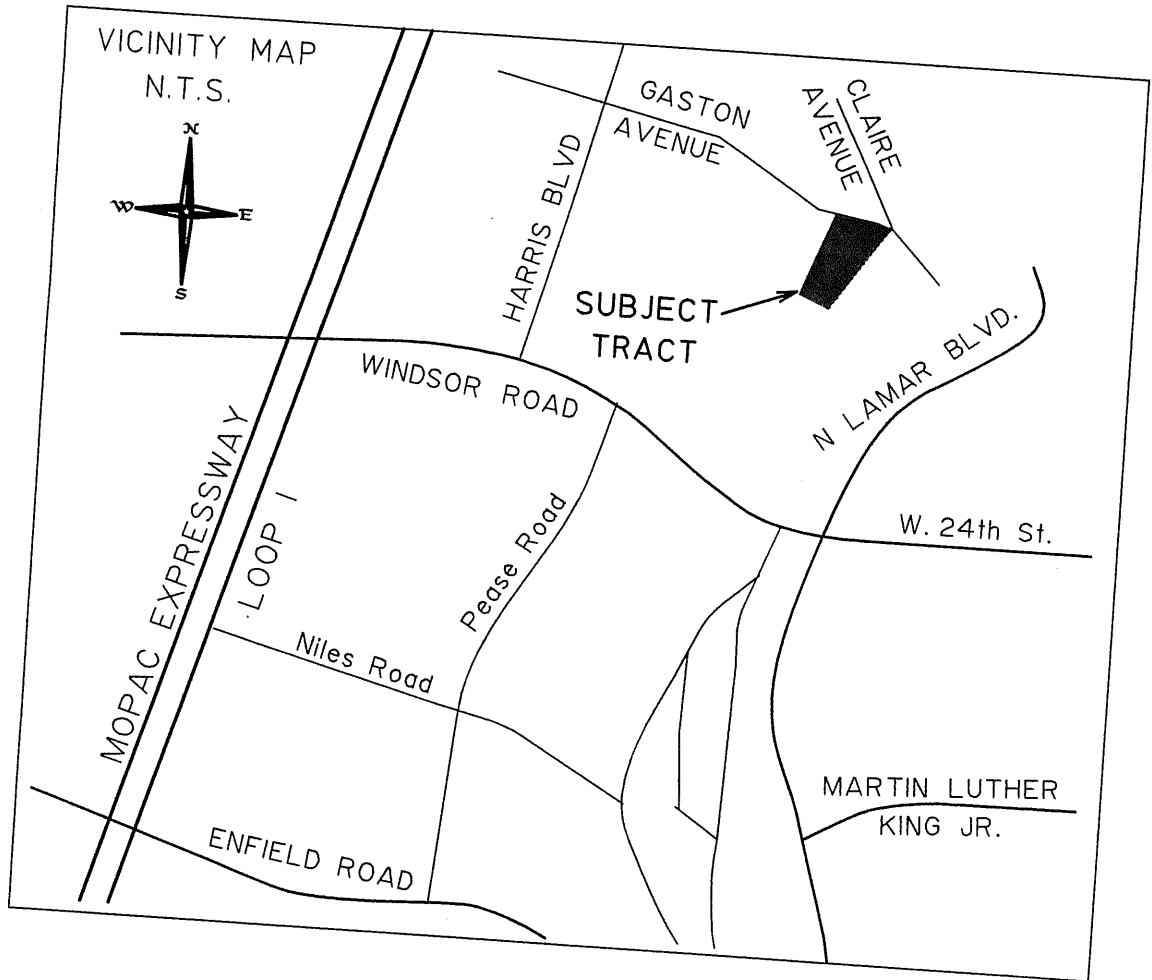 VICINITY MAP
N.T.S.
N
W
E
S
GASTON
AVENUE
CLAIRE
AVENUE
HARRIS BLVD
SUBJECT
TRACT
N LAMAR BLVD.
WINDSOR ROAD
W. 24th St.
MOPAC EXPRESSWAY
LOOP 1
Pease Road
Niles Road
MARTIN LUTHER
KING JR.
ENFIELD ROAD